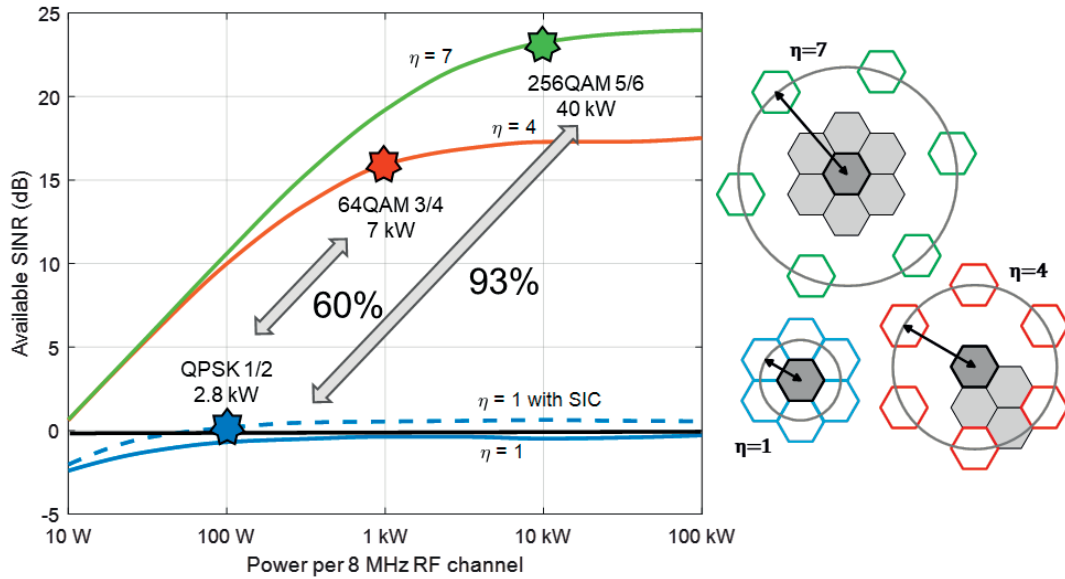 25
20
15
10
5
0
-5
Available SINR (dB)
10 W
100 W
1 kW
10 kW
100 kW
Power per 8 MHz RF channel
η = 7
256QAM 5/6
40 kW
η = 4
64QAM 3/4
7 kW
93%
60%
QPSK 1/2
2.8 kW
η = 1 with SIC
η = 1
η=7
η=4
η=1